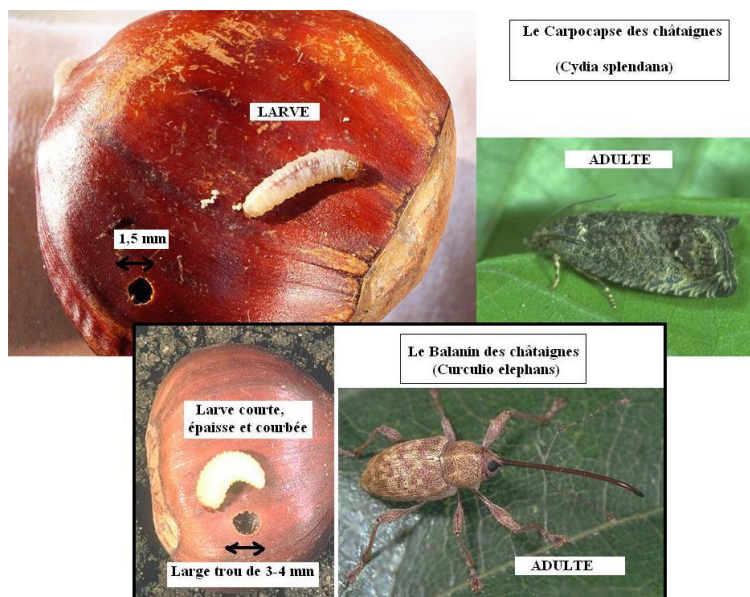 Le Carpocapse des châtaignes
(Cydia splendana)
LARVE
ADULTE
1,5 mm
Le Balanin des châtaignes
(Curculio elephans)
Larve courte,
épaisse et courbée
Large trou de 3-4 mm
ADULTE